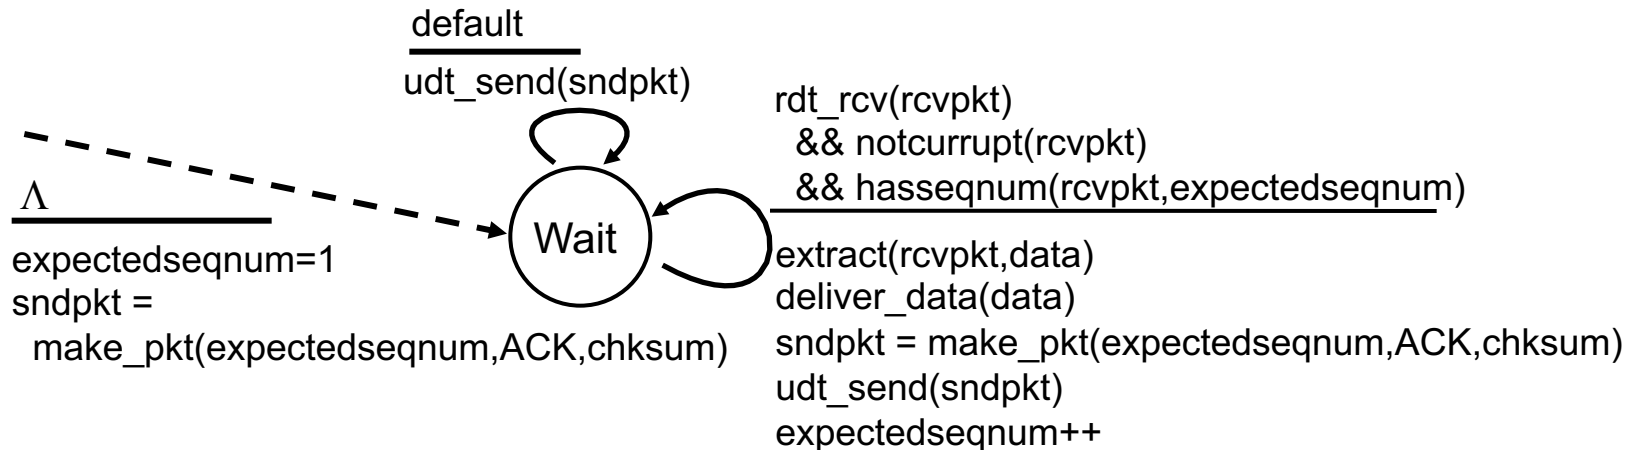 default
udt_send(sndpkt)
rdt_rcv(rcvpkt)
&& notcurrupt(rcvpkt)
&& hasseqnum(rcvpkt,expectedseqnum)
Λ
Wait
expectedseqnum=1
sndpkt =
make_pkt(expectedseqnum,ACK,chksum)
extract(rcvpkt,data)
deliver_data(data)
sndpkt = make_pkt(expectedseqnum,ACK,chksum)
udt_send(sndpkt)
expectedseqnum++